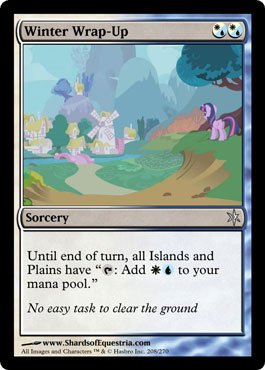 Winter Wrap-Up
Sorcery
Until end of turn, all Islands and
Plains have “: Add to your
mana pool.”
No easy task to clear the ground
www.ShardsofEquestria.com
All Images and Characters ™ & © Hasbro Inc. 208/270